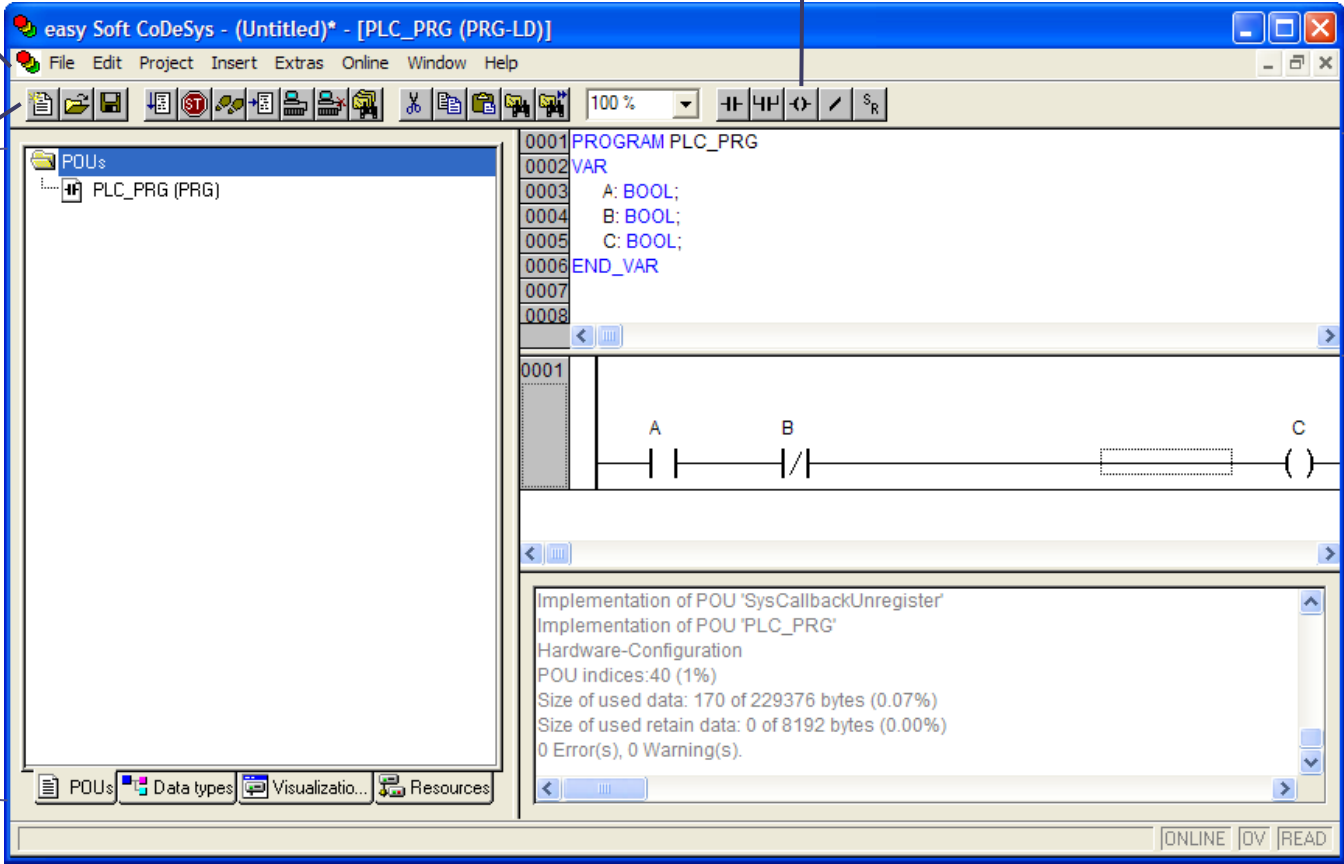 easy Soft CoDeSys - (Untitled)* - [PLC_PRG (PRG-LD)]
File Edit Project Insert Extras Online Window Help
ST 100 % S R
POUs
PLC_PRG (PRG)
0001 PROGRAM PLC_PRG
0002 VAR
0003 A: BOOL;
0004 B: BOOL;
0005 C: BOOL;
0006 END_VAR
0007
0008
0001
A B C
Implementation of POU 'SysCallbackUnregister'
Implementation of POU 'PLC_PRG'
Hardware-Configuration
POU indices:40 (1%)
Size of used data: 170 of 229376 bytes (0.07%)
Size of used retain data: 0 of 8192 bytes (0.00%)
0 Error(s), 0 Warning(s).
POUs Data types Visualizatio... Resources
ONLINE OV READ